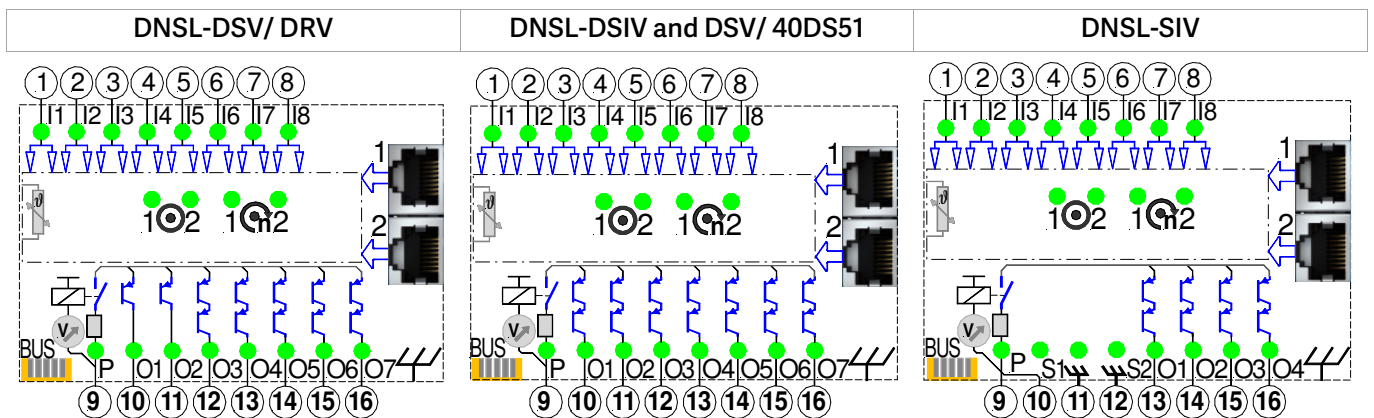 DNSL-DSV/ DRV DNSL-DSIV and DSV/ 40DS51 DNSL-SIV
1 2 3 4 5 6 7 8 1 2 3 4 5 6 7 8 1 2 3 4 5 6 7 8
I1 I2 I3 I4 I5 I6 I7 I8 I1 I2 I3 I4 I5 I6 I7 I8 I1 I2 I3 I4 I5 I6 I7 I8
1 1 1
ϑ 1 2 1 n 2 2 ϑ 1 2 1 n 2 2 ϑ 1 2 1 n 2 2
V V V
BUS P O1 O2 O3 O4 O5 O6 O7 BUS P O1 O2 O3 O4 O5 O6 O7 BUS P S1 S2 O1 O2 O3 O4
9 10 11 12 13 14 15 16 9 10 11 12 13 14 15 16 9 10 11 12 13 14 15 16